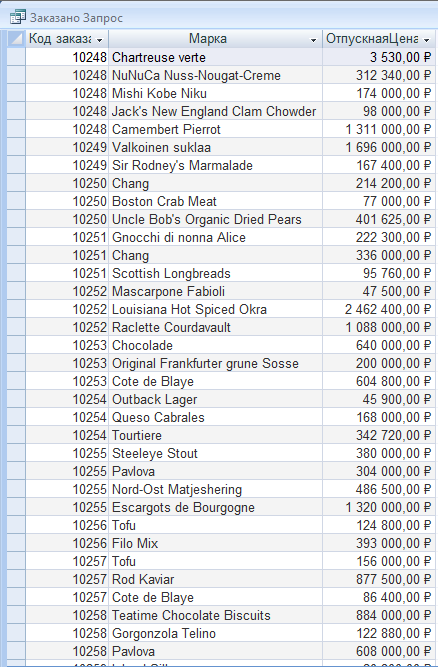 Заказано Запрос
Код заказа Марка ОтпускнаяЦена
10248 Chartreuse verte 3 530,00 ₽
10248 NuNuCa Nuss-Nougat-Creme 312 340,00 ₽
10248 Mishi Kobe Niku 174 000,00 ₽
10248 Jack's New England Clam Chowder 98 000,00 ₽
10248 Camembert Pierrot 1 311 000,00 ₽
10249 Valkoinen suklaa 1 696 000,00 ₽
10249 Sir Rodney's Marmalade 167 400,00 ₽
10250 Chang 214 200,00 ₽
10250 Boston Crab Meat 77 000,00 ₽
10250 Uncle Bob's Organic Dried Pears 401 625,00 ₽
10251 Gnocchi di nonna Alice 222 300,00 ₽
10251 Chang 336 000,00 ₽
10251 Scottish Longbreads 95 760,00 ₽
10252 Mascarpone Fabioli 47 500,00 ₽
10252 Louisiana Hot Spiced Okra 2 462 400,00 ₽
10252 Raclette Courdavault 1 088 000,00 ₽
10253 Chocolade 640 000,00 ₽
10253 Original Frankfurter grune Sosse 200 000,00 ₽
10253 Cote de Blaye 604 800,00 ₽
10254 Outback Lager 45 900,00 ₽
10254 Queso Cabrales 168 000,00 ₽
10254 Tourtiere 342 720,00 ₽
10255 Steeleye Stout 380 000,00 ₽
10255 Pavlova 304 000,00 ₽
10255 Nord-Ost Matjeshering 486 500,00 ₽
10255 Escargots de Bourgogne 1 320 000,00 ₽
10256 Tofu 124 800,00 ₽
10256 Filo Mix 393 000,00 ₽
10257 Tofu 156 000,00 ₽
10257 Rod Kaviar 877 500,00 ₽
10257 Cote de Blaye 86 400,00 ₽
10258 Teatime Chocolate Biscuits 884 000,00 ₽
10258 Gorgonzola Telino 122 880,00 ₽
10258 Pavlova 608 000,00 ₽